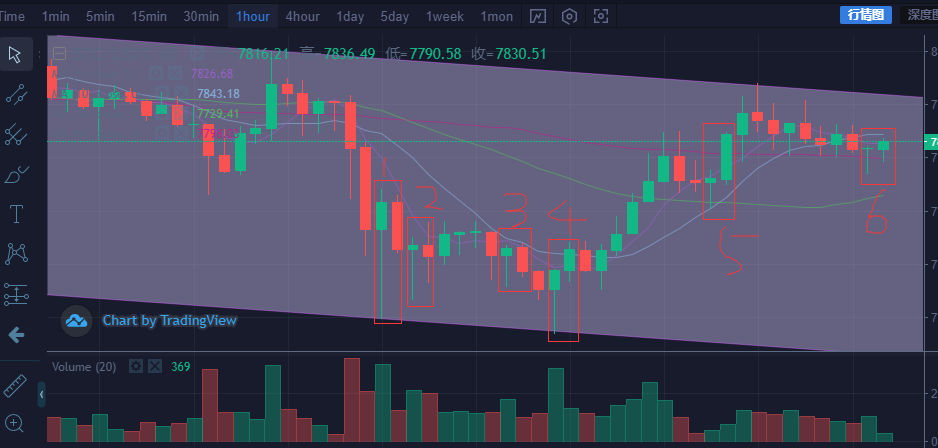 Time 1min 5min 15min 30min 1hour 4hour 1day 5day 1week 1mon 行情图 深度图
7816.21 高= 7836.49 低= 7790.58 收= 7830.51
7826.68
7843.18
7729.41
1 2 3 4 5 6
Chart by TradingView
Volume (20) 369